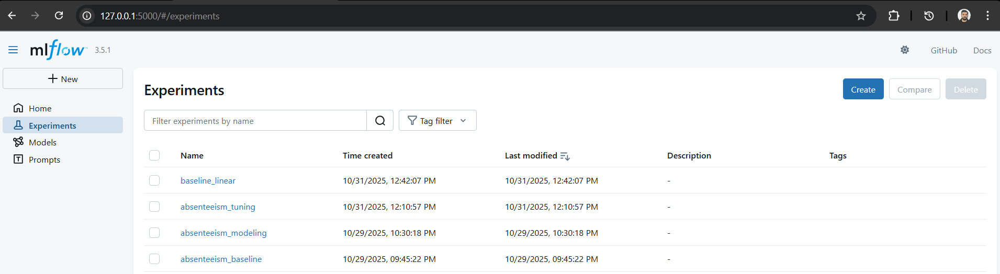 127.0.0.1:5000/#/experiments
mlflow™ 3.5.1
GitHub Docs
New
Home
Experiments
Models
Prompts
Experiments
Create Compare Delete
Filter experiments by name Tag filter
Name Time created Last modified Description Tags
baseline_linear 10/31/2025, 12:42:07 PM 10/31/2025, 12:42:07 PM -
absenteeism_tuning 10/31/2025, 12:10:57 PM 10/31/2025, 12:10:57 PM -
absenteeism_modeling 10/29/2025, 10:30:18 PM 10/29/2025, 10:30:18 PM -
absenteeism_baseline 10/29/2025, 09:45:22 PM 10/29/2025, 09:45:22 PM -